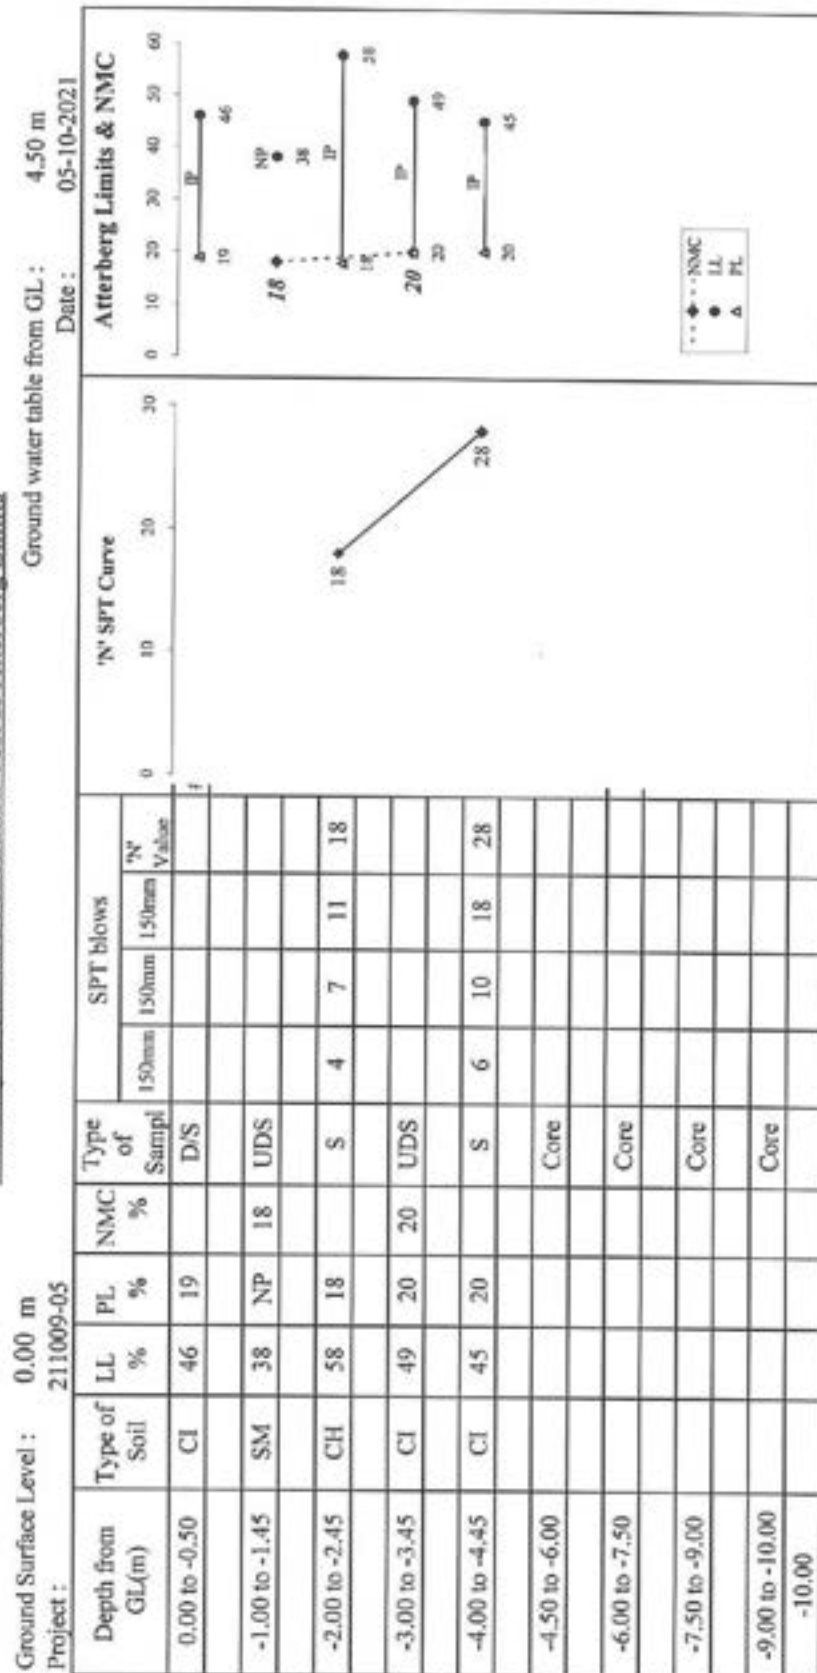 Ground Surface Level : 0.00 m Ground water table from GL : 4.50 m
Project : 211009-05 Date : 05-10-2021
Depth from GL(m) Type of Soil LL % PL % NMC % Type of Sampl SPT blows 'N' SPT Curve Atterberg Limits & NMC
150mm 150mm 150mm 'N' Value
0 10 20 30
0 10 20 30 40 50 60
0.00 to -0.50 CI 46 19 D/S
-1.00 to -1.45 SM 38 NP 18 UDS
-2.00 to -2.45 CH 58 18 S 4 7 11 18
-3.00 to -3.45 CI 49 20 20 UDS
-4.00 to -4.45 CI 45 20 S 6 10 18 28
-4.50 to -6.00 Core
-6.00 to -7.50 Core
-7.50 to -9.00 Core
-9.00 to -10.00 Core
-10.00
18
28
IP
19 46
NP
18 38
IP
18 58
IP
20 20 49
IP
20 45
NMC
LL
PL